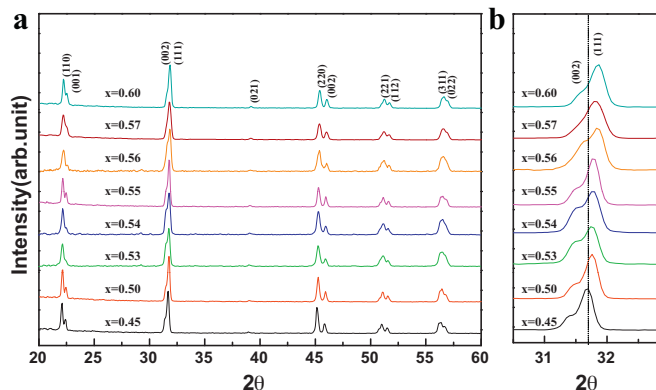 a
Intensity(arb.unit)
(110)
(001)
(002)
(111)
(021)
(220)
(002)
(221)
(112)
(311)
(022)
x=0.60
x=0.57
x=0.56
x=0.55
x=0.54
x=0.53
x=0.50
x=0.45
20 25 30 35 40 45 50 55 60
2θ
b
(002)
(111)
x=0.60
x=0.57
x=0.56
x=0.55
x=0.54
x=0.53
x=0.50
x=0.45
31 32
2θ